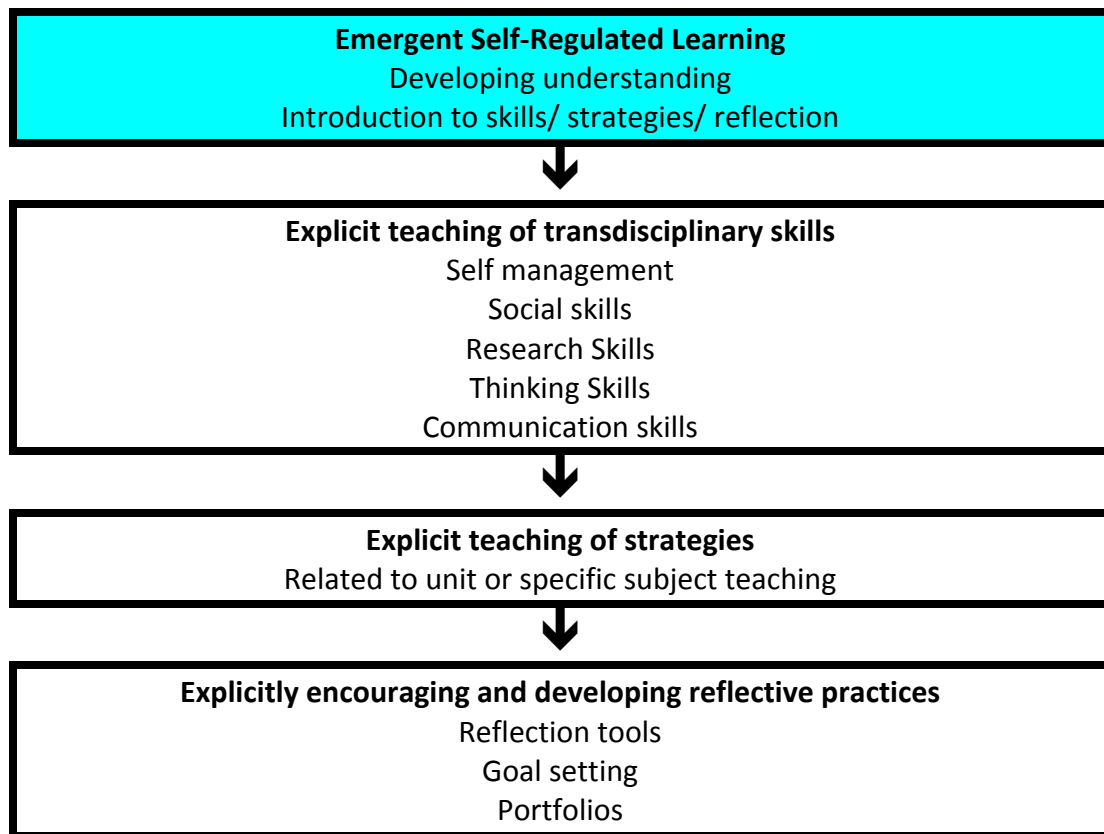 Emergent Self-Regulated Learning
Developing understanding
Introduction to skills/ strategies/ reflection
Explicit teaching of transdisciplinary skills
Self management
Social skills
Research Skills
Thinking Skills
Communication skills
Explicit teaching of strategies
Related to unit or specific subject teaching
Explicitly encouraging and developing reflective practices
Reflection tools
Goal setting
Portfolios